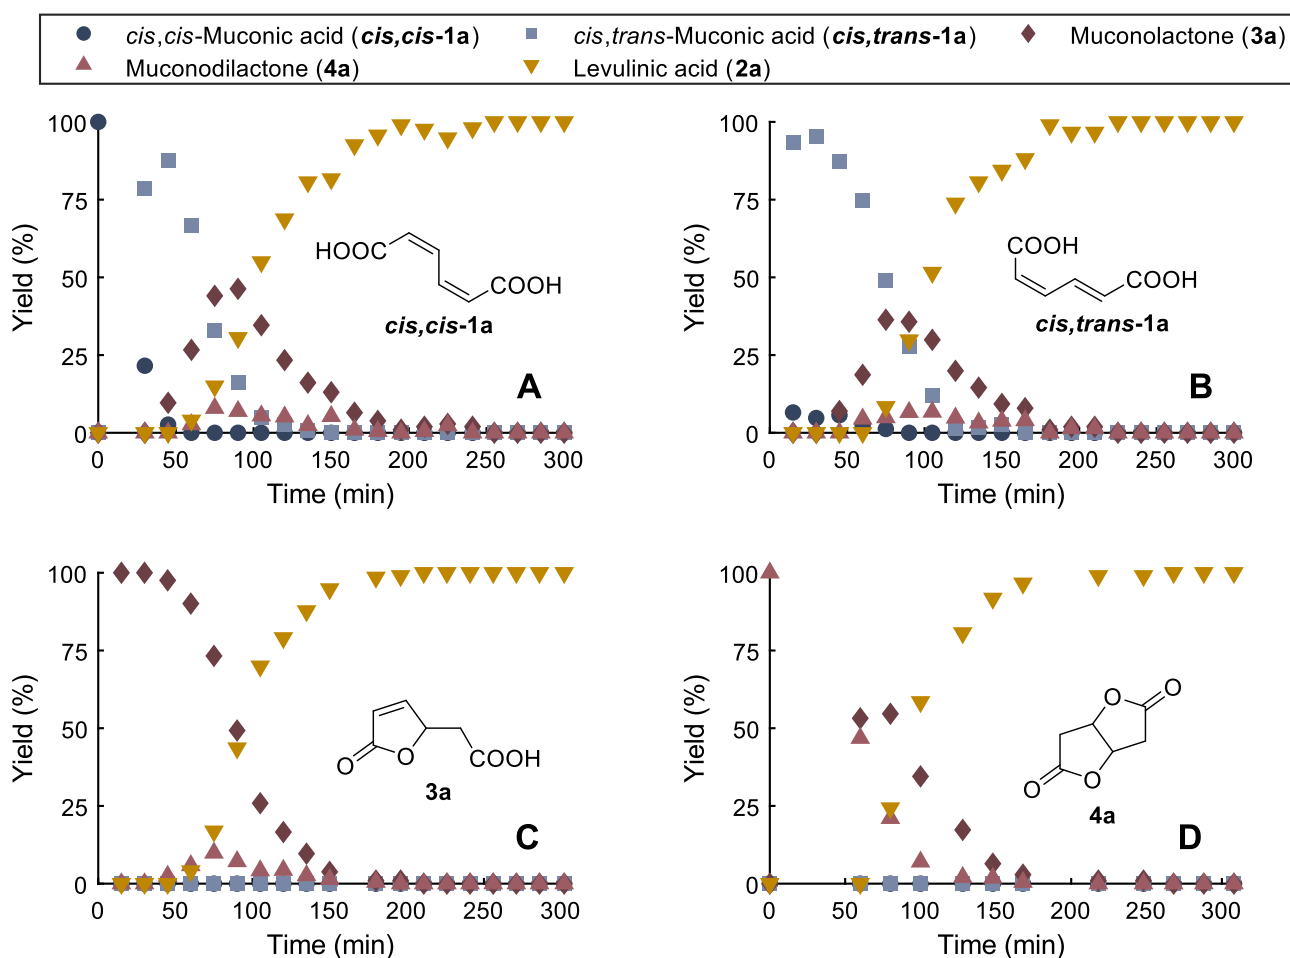 cis,cis-Muconic acid (cis,cis-1a) cis,trans-Muconic acid (cis,trans-1a) Muconolactone (3a)
Muconodilactone (4a) Levulinic acid (2a)
100
75
50
25
0
Yield (%)
0 50 100 150 200 250 300
Time (min)
HOOC
COOH
cis,cis-1a
A
100
75
50
25
0
Yield (%)
0 50 100 150 200 250 300
Time (min)
COOH
COOH
cis,trans-1a
B
100
75
50
25
0
Yield (%)
0 50 100 150 200 250 300
Time (min)
O
O
COOH
3a
C
100
75
50
25
0
Yield (%)
0 50 100 150 200 250 300
Time (min)
O
O
O
O
4a
D